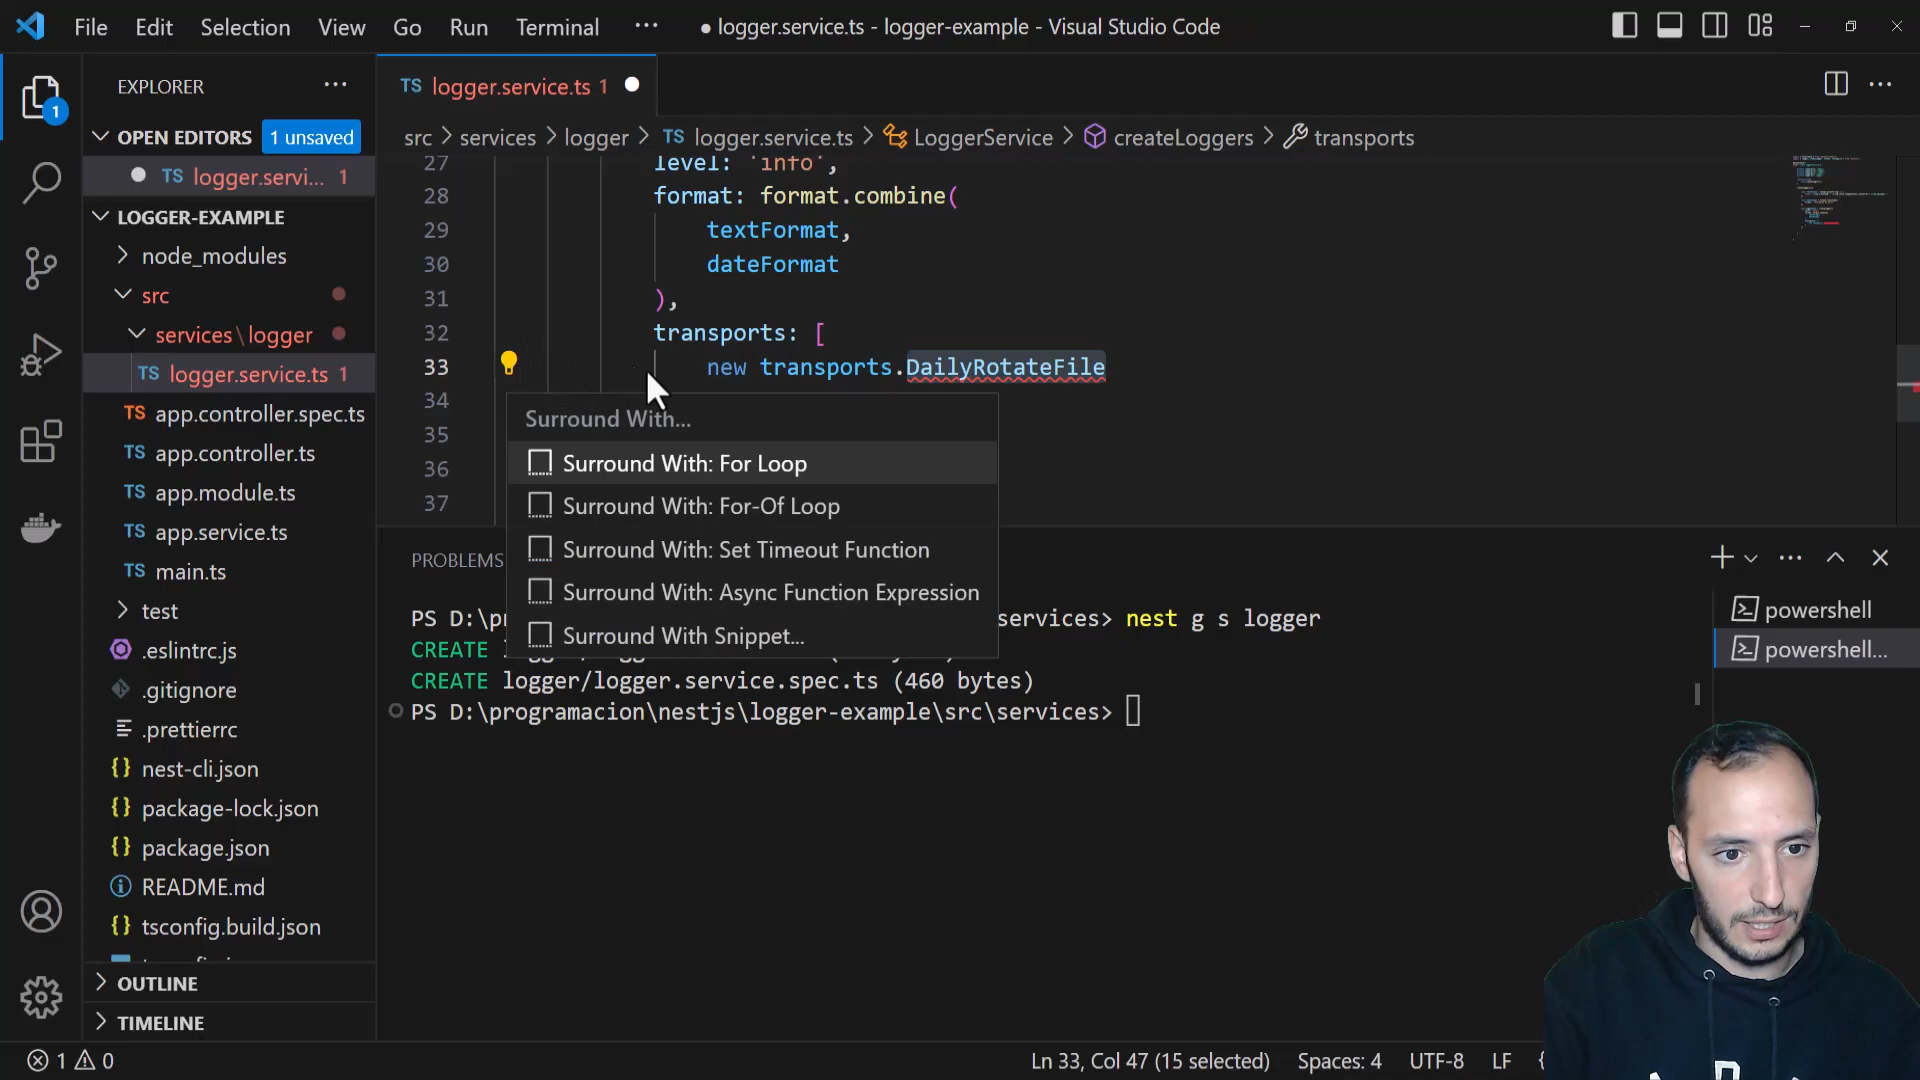 File Edit Selection View Go Run Terminal ··· ● logger.service.ts - logger-example - Visual Studio Code
EXPLORER ···
OPEN EDITORS 1 unsaved
TS logger.servi... 1
LOGGER-EXAMPLE
node_modules
src
services\logger
TS logger.service.ts 1
TS app.controller.spec.ts
TS app.controller.ts
TS app.module.ts
TS app.service.ts
TS main.ts
test
.eslintrc.js
.gitignore
.prettierrc
{} nest-cli.json
{} package-lock.json
{} package.json
README.md
tsconfig.build.json
OUTLINE
TIMELINE
1
TS logger.service.ts 1
src > services > logger > TS logger.service.ts > LoggerService > createLoggers > transports
27 level: 'info',
28 format: format.combine(
29 textFormat,
30 dateFormat
31 ),
32 transports: [
33 new transports.DailyRotateFile
34
35
36
37
Surround With...
Surround With: For Loop
Surround With: For-Of Loop
Surround With: Set Timeout Function
Surround With: Async Function Expression
Surround With Snippet...
PROBLEMS
PS D:\pr services> nest g s logger
CREATE
CREATE logger/logger.service.spec.ts (460 bytes)
PS D:\programacion\nestjs\logger-example\src\services>
powershell
powershell...
1 0 Ln 33, Col 47 (15 selected) Spaces: 4 UTF-8 LF {